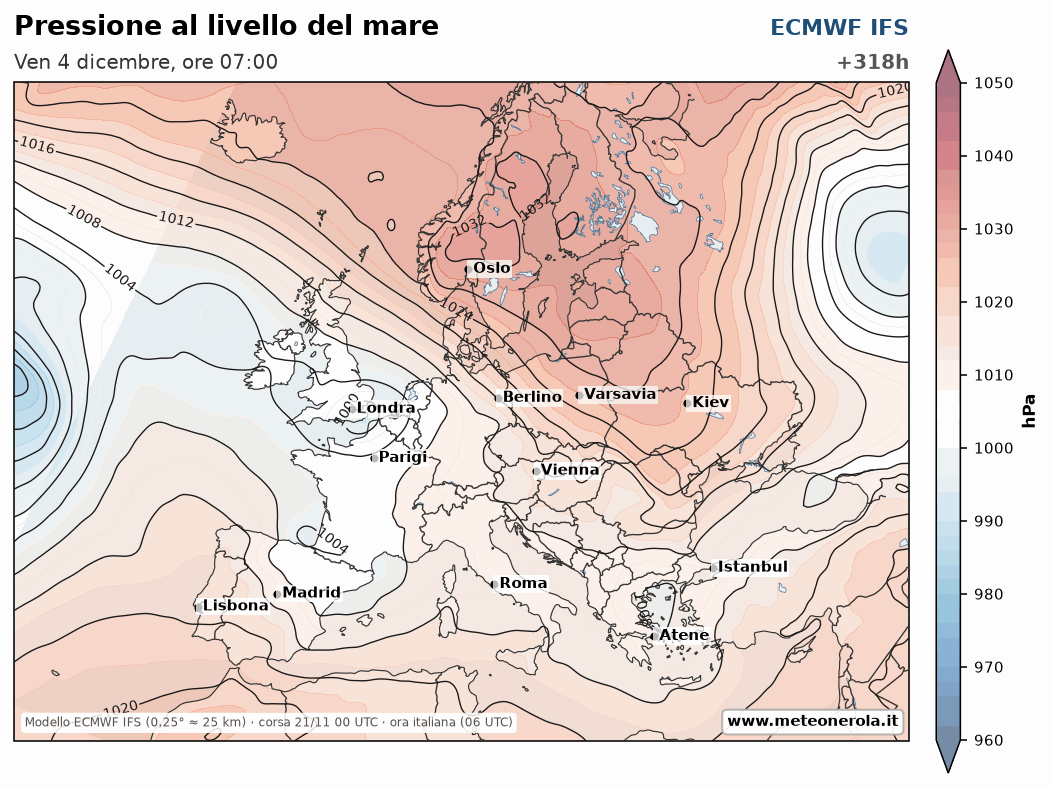 Pressione al livello del mare
ECMWF IFS
Ven 4 dicembre, ore 07:00
+318h
1020
1016
1008
1012
1004
1032
1032
Oslo
1024
Londra
Berlino
Varsavia
Kiev
Parigi
Vienna
1004
Madrid
Lisbona
Roma
Istanbul
Atene
1020
Modello ECMWF IFS (0,25° ≈ 25 km) · corsa 21/11 00 UTC · ora italiana (06 UTC)
www.meteonerola.it
1050
1040
1030
1020
1010
1000
990
980
970
960
hPa